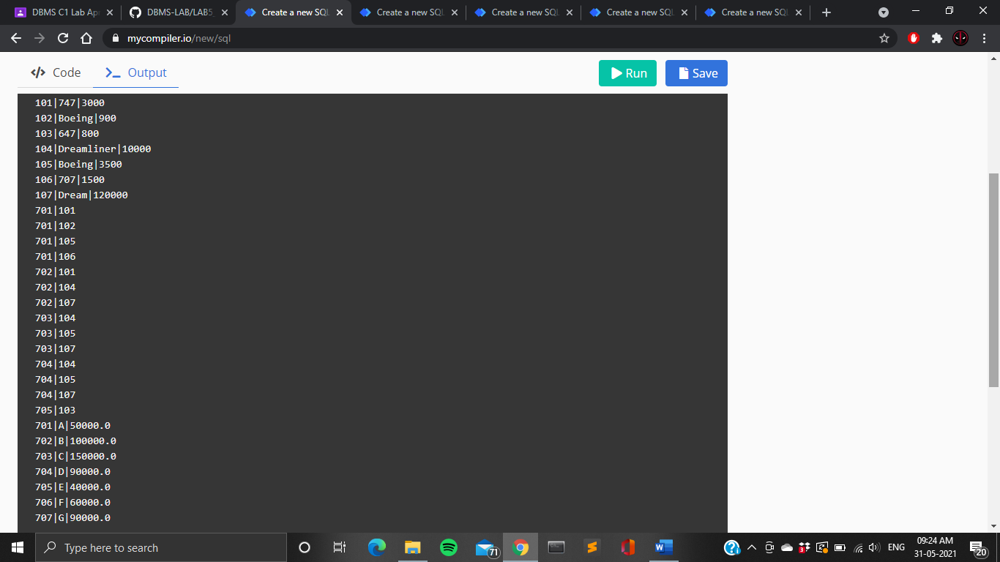 DBMS C1 Lab Ap
DBMS-LAB/LAB5
Create a new SQL
Create a new SQL
Create a new SQL
Create a new SQL
Create a new SQL
mycompiler.io/new/sql
</> Code
>_ Output
Run
Save
101|747|3000
102|Boeing|900
103|647|800
104|Dreamliner|10000
105|Boeing|3500
106|707|1500
107|Dream|120000
701|101
701|102
701|105
701|106
702|101
702|104
702|107
703|104
703|105
703|107
704|104
704|105
704|107
705|103
701|A|50000.0
702|B|100000.0
703|C|150000.0
704|D|90000.0
705|E|40000.0
706|F|60000.0
707|G|90000.0
Type here to search
71
3
ENG
09:24 AM
31-05-2021
20